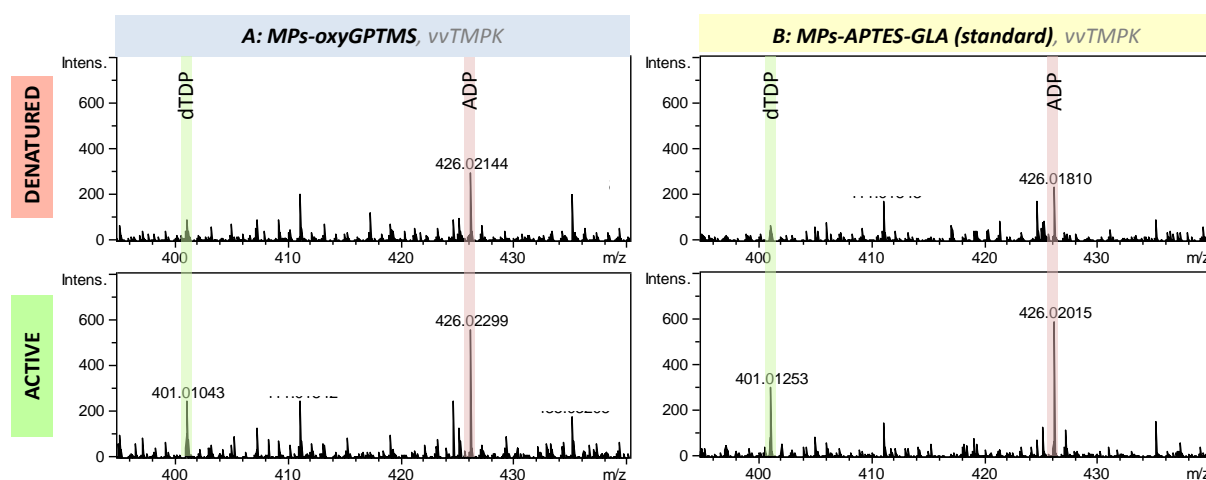 A: MPs-oxyGPTMS, vvTMPK
B: MPs-APTES-GLA (standard), vvTMPK
DENATURED
Intens.
600
400
200
0
dTDP
ADP
426.02144
400
410
420
430
m/z
Intens.
600
400
200
0
dTDP
ADP
426.01810
400
410
420
430
m/z
ACTIVE
Intens.
600
400
200
0
401.01043
426.02299
400
410
420
430
m/z
Intens.
600
400
200
0
401.01253
426.02015
400
410
420
430
m/z